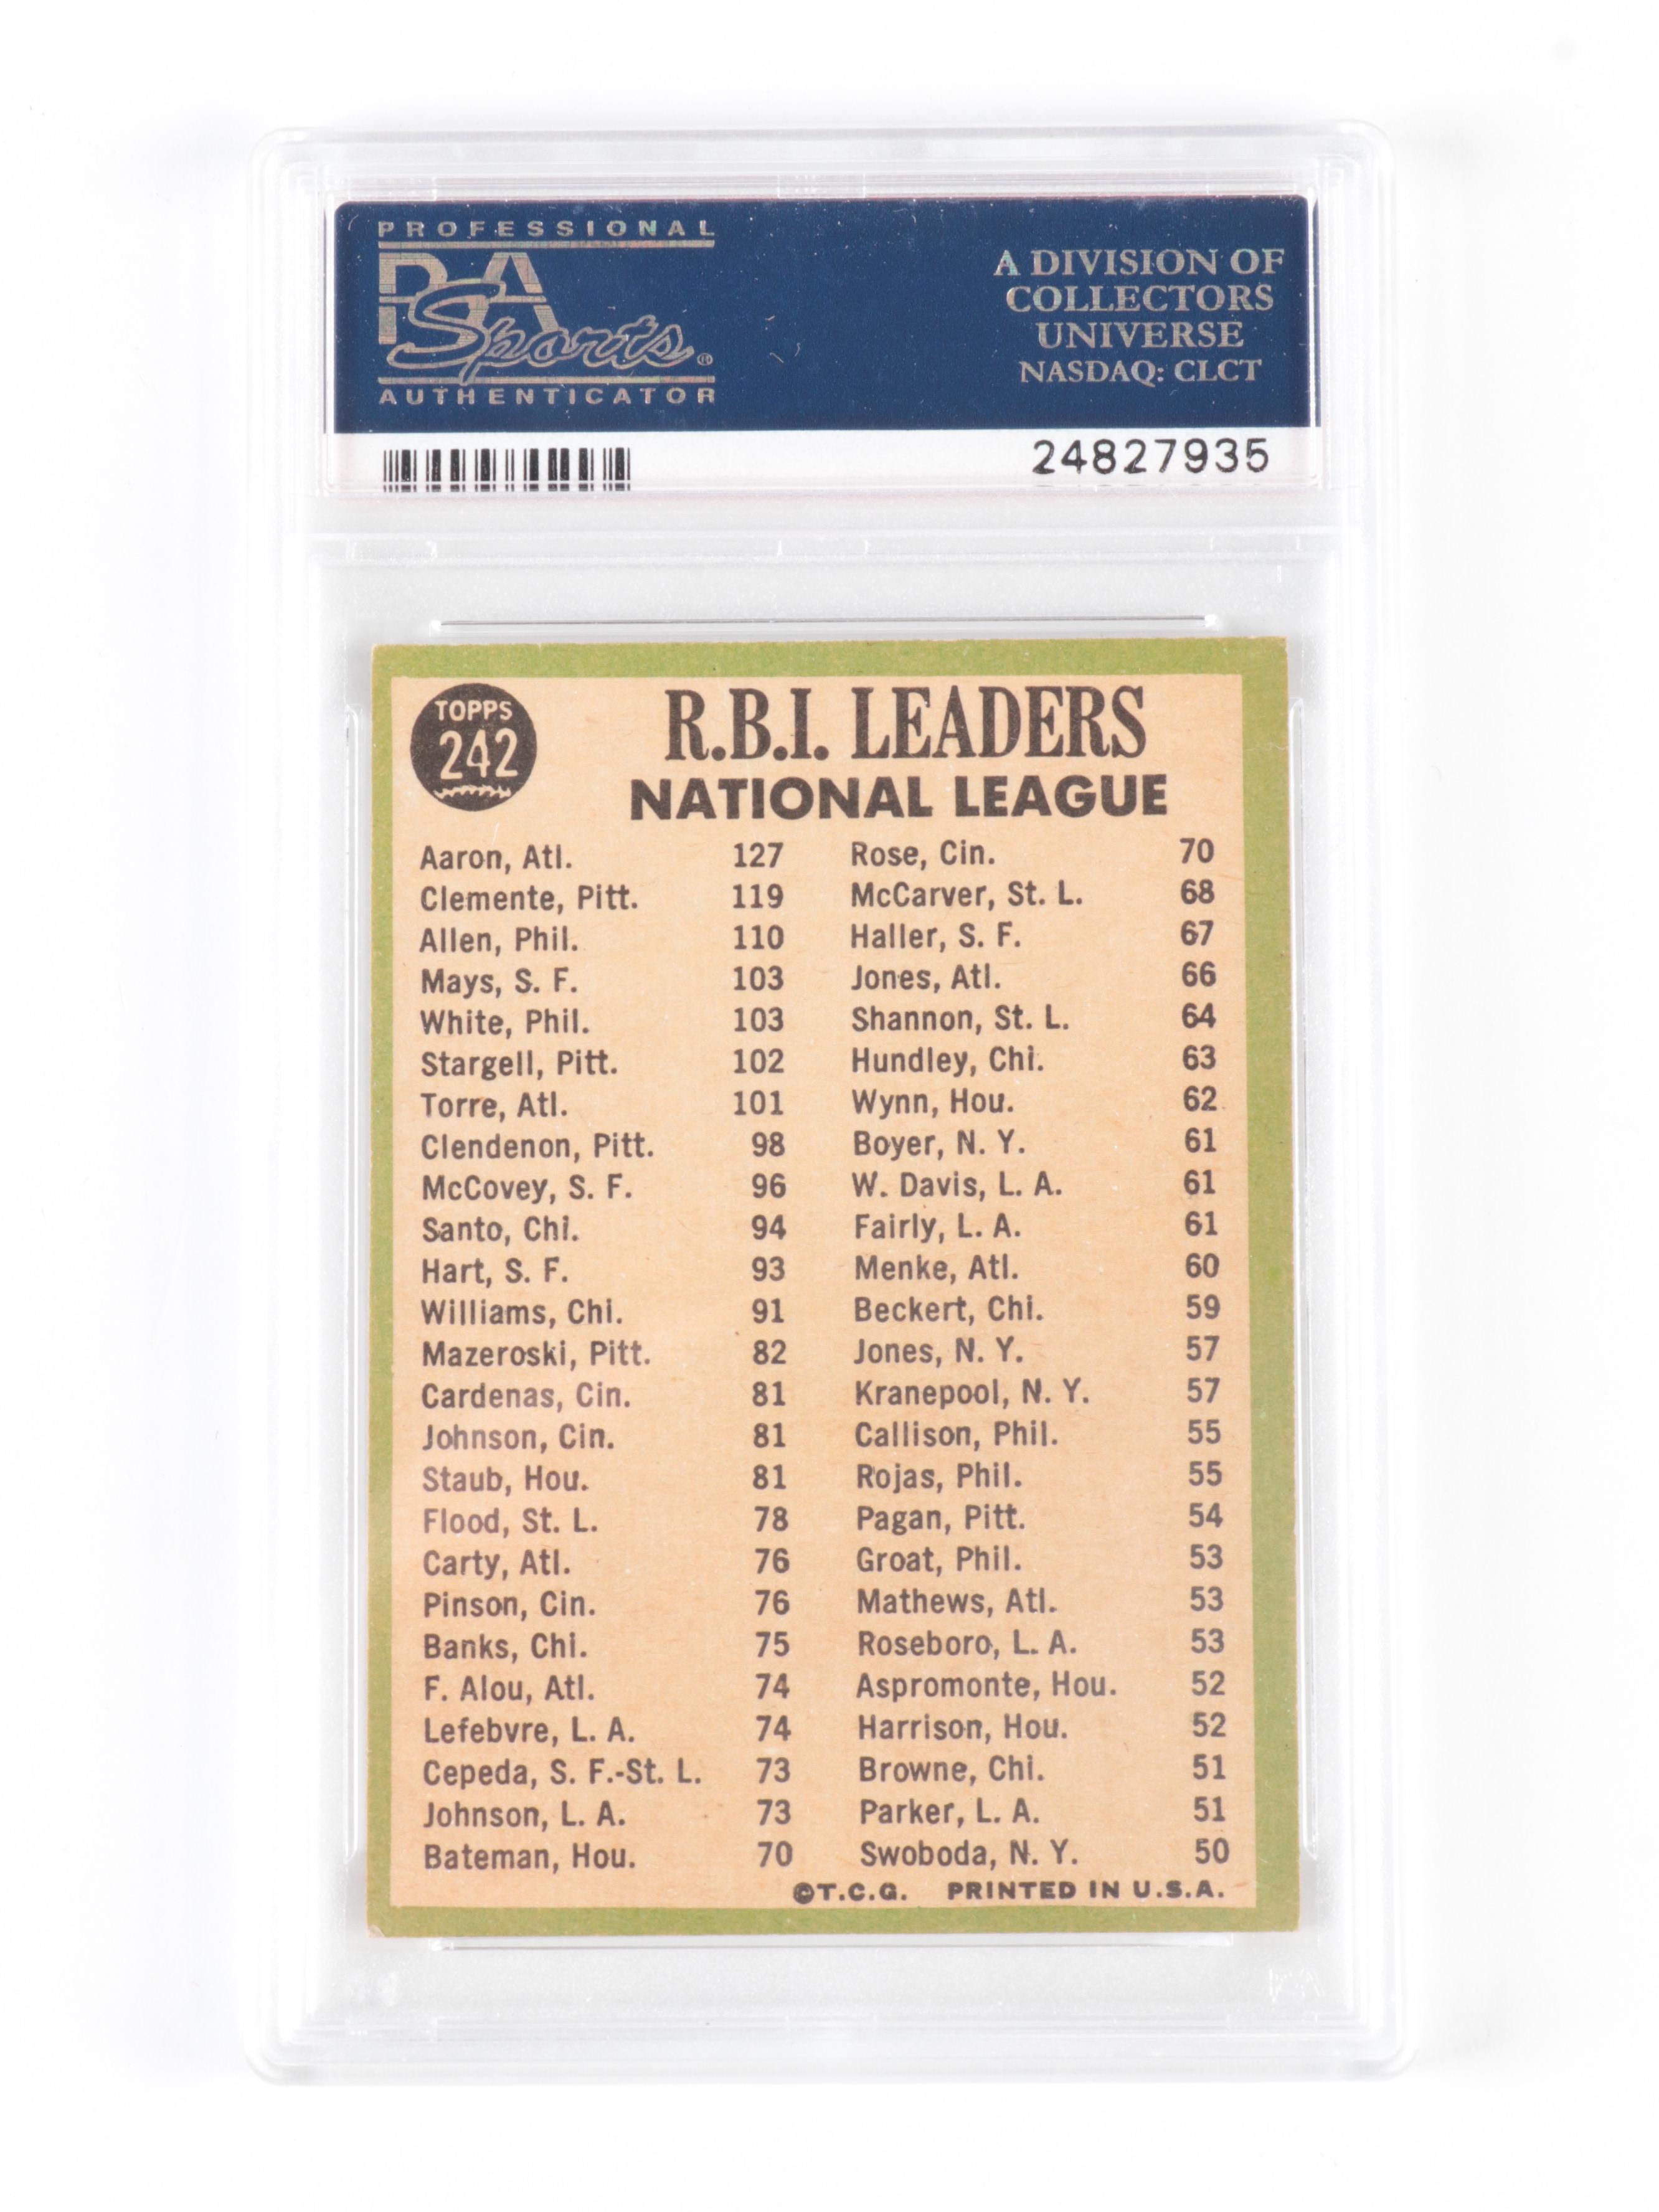 PROFESSIONAL
PSA
Sports®
AUTHENTICATOR
A DIVISION OF
COLLECTORS
UNIVERSE
NASDAQ: CLCT
24827935
TOPPS
242
R.B.I. LEADERS
NATIONAL LEAGUE
Aaron, Atl. 127
Clemente, Pitt. 119
Allen, Phil. 110
Mays, S. F. 103
White, Phil. 103
Stargell, Pitt. 102
Torre, Atl. 101
Clendenon, Pitt. 98
McCovey, S. F. 96
Santo, Chi. 94
Hart, S. F. 93
Williams, Chi. 91
Mazeroski, Pitt. 82
Cardenas, Cin. 81
Johnson, Cin. 81
Staub, Hou. 81
Flood, St. L. 78
Carty, Atl. 76
Pinson, Cin. 76
Banks, Chi. 75
F. Alou, Atl. 74
Lefebvre, L. A. 74
Cepeda, S. F.-St. L. 73
Johnson, L. A. 73
Bateman, Hou. 70
Rose, Cin. 70
McCarver, St. L. 68
Haller, S. F. 67
Jones, Atl. 66
Shannon, St. L. 64
Hundley, Chi. 63
Wynn, Hou. 62
Boyer, N. Y. 61
W. Davis, L. A. 61
Fairly, L. A. 61
Menke, Atl. 60
Beckert, Chi. 59
Jones, N. Y. 57
Kranepool, N. Y. 57
Callison, Phil. 55
Rojas, Phil. 55
Pagan, Pitt. 54
Groat, Phil. 53
Mathews, Atl. 53
Roseboro, L. A. 53
Aspromonte, Hou. 52
Harrison, Hou. 52
Browne, Chi. 51
Parker, L. A. 51
Swoboda, N. Y. 50
©T.C.G. PRINTED IN U.S.A.